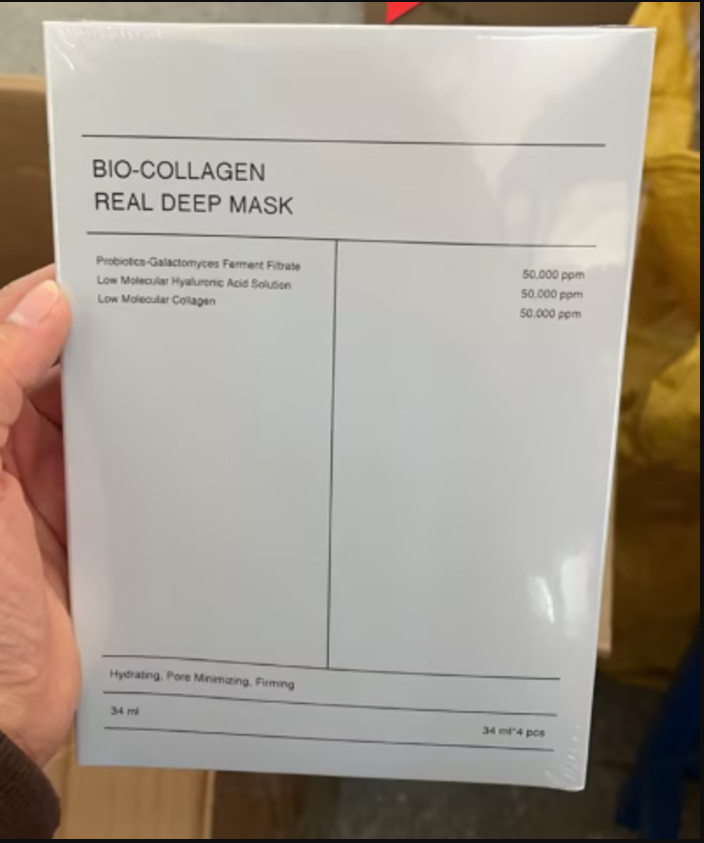 BIO-COLLAGEN
REAL DEEP MASK
Probiotics-Galactomyces Ferment Filtrate
50,000 ppm
Low Molecular Hyaluronic Acid Solution
50,000 ppm
Low Molecular Collagen
50,000 ppm
Hydrating, Pore Minimizing, Firming
34 ml
34 ml*4 pcs